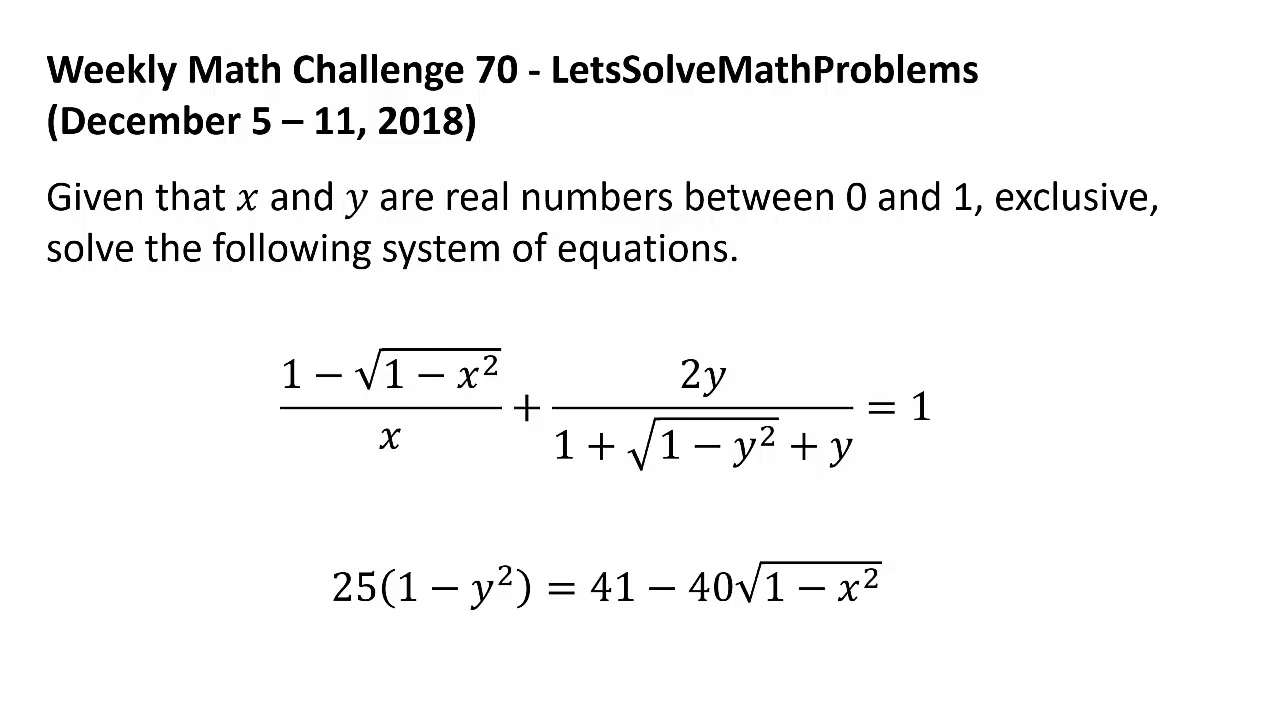 Weekly Math Challenge 70 - LetsSolveMathProblems
(December 5 – 11, 2018)
Given that 𝑥 and 𝑦 are real numbers between 0 and 1, exclusive,
solve the following system of equations.
(1 − √(1 − 𝑥²))/𝑥 + 2𝑦/(1 + √(1 − 𝑦²) + 𝑦) = 1
25(1 − 𝑦²) = 41 − 40√(1 − 𝑥²)